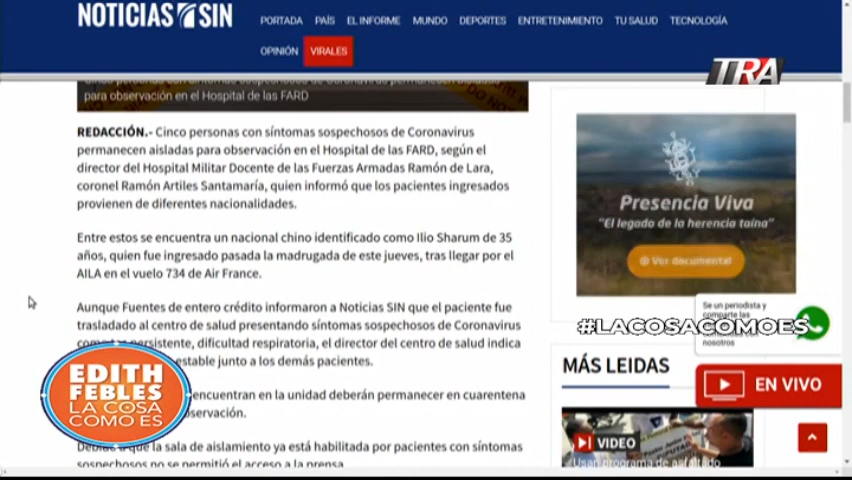 NOTICIAS SIN
PORTADA PAÍS EL INFORME MUNDO DEPORTES ENTRETENIMIENTO TU SALUD TECNOLOGÍA
OPINIÓN VIRALES
TRA
para observación en el Hospital de las FARD
REDACCIÓN.- Cinco personas con síntomas sospechosos de Coronavirus
permanecen aisladas para observación en el Hospital de las FARD, según el
director del Hospital Militar Docente de las Fuerzas Armadas Ramón de Lara,
coronel Ramón Artiles Santamaría, quien informó que los pacientes ingresados
provienen de diferentes nacionalidades.
Entre estos se encuentra un nacional chino identificado como Ilio Sharum de 35
años, quien fue ingresado pasada la madrugada de este jueves, tras llegar por el
AILA en el vuelo 734 de Air France.
Aunque Fuentes de entero crédito informaron a Noticias SIN que el paciente fue
trasladado al centro de salud presentando síntomas sospechosos de Coronavirus
persistente, dificultad respiratoria, el director del centro de salud indica
estable junto a los demás pacientes.
encuentran en la unidad deberán permanecer en cuarentena
Debido a que la sala de aislamiento ya está habilitada por pacientes con síntomas
sospechosos no se permitió el acceso a la prensa
EDITH
FEBLES
LA COSA
COMO ES
Presencia Viva
"El legado de la herencia taína"
Ver documental
Se un periodista y
comparte las
#LACOSACOMOES
nosotros
MÁS LEIDAS
EN VIVO
VIDEO
Usan programa de asfaltado